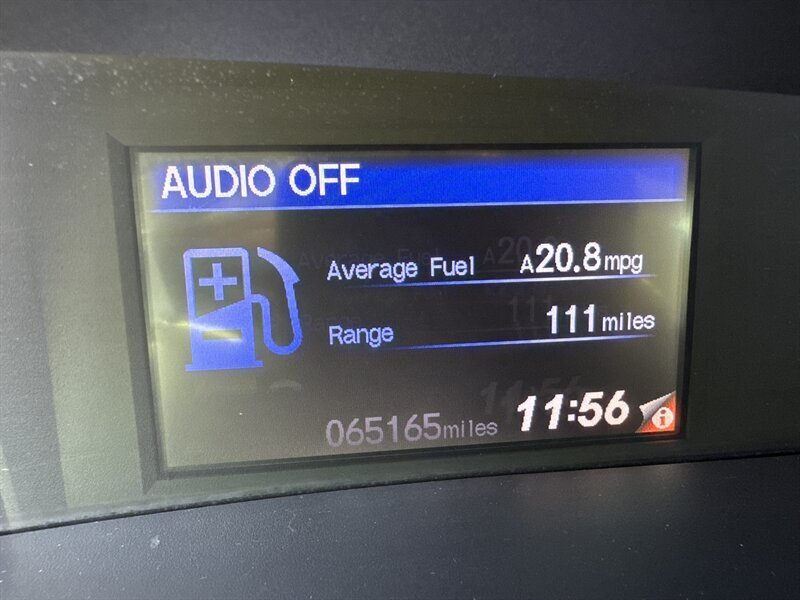 AUDIO OFF
Average Fuel A20.8mpg
Range 111miles
065165miles 11:56 i